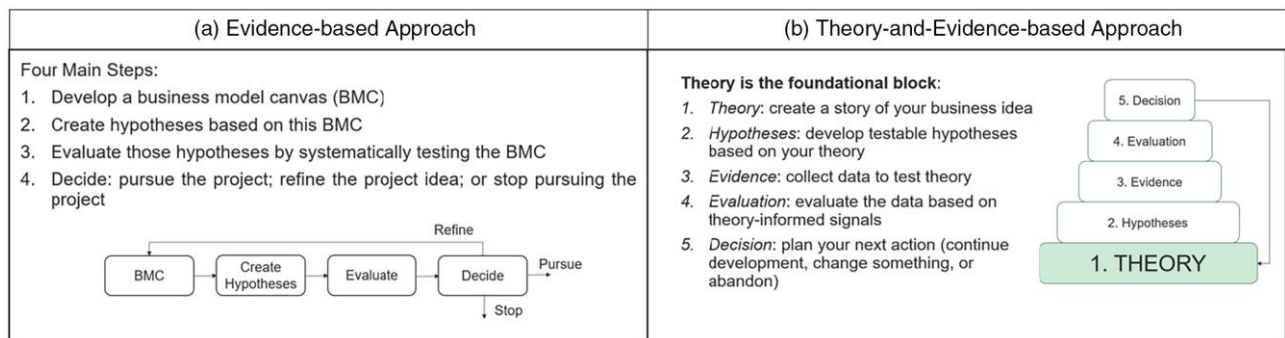 (a) Evidence-based Approach
Four Main Steps:
1. Develop a business model canvas (BMC)
2. Create hypotheses based on this BMC
3. Evaluate those hypotheses by systematically testing the BMC
4. Decide: pursue the project; refine the project idea; or stop pursuing the
project
Refine
BMC
Create
Hypotheses
Evaluate
Decide
Pursue
Stop
(b) Theory-and-Evidence-based Approach
Theory is the foundational block:
1. Theory: create a story of your business idea
2. Hypotheses: develop testable hypotheses
based on your theory
3. Evidence: collect data to test theory
4. Evaluation: evaluate the data based on
theory-informed signals
5. Decision: plan your next action (continue
development, change something, or
abandon)
5. Decision
4. Evaluation
3. Evidence
2. Hypotheses
1. THEORY